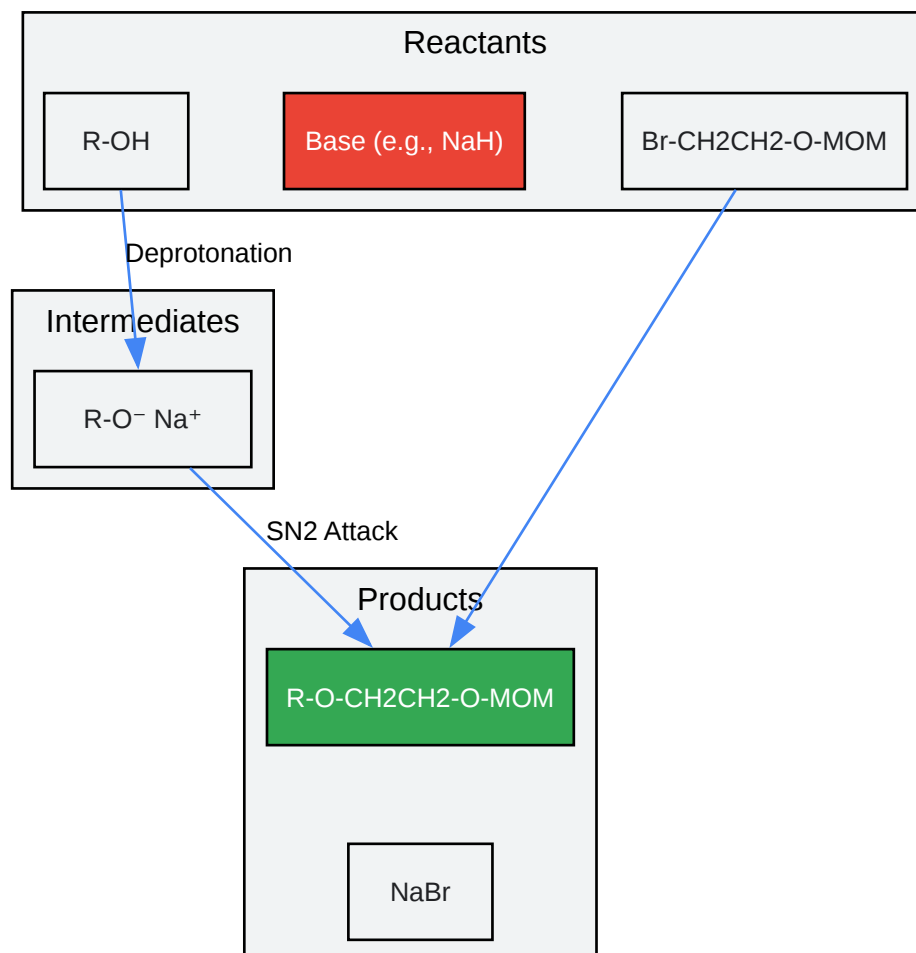 Reactants
R-OH
Base (e.g., NaH)
Br-CH2CH2-O-MOM
Deprotonation
Intermediates
R-O⁻ Na⁺
SN2 Attack
Products
R-O-CH2CH2-O-MOM
NaBr